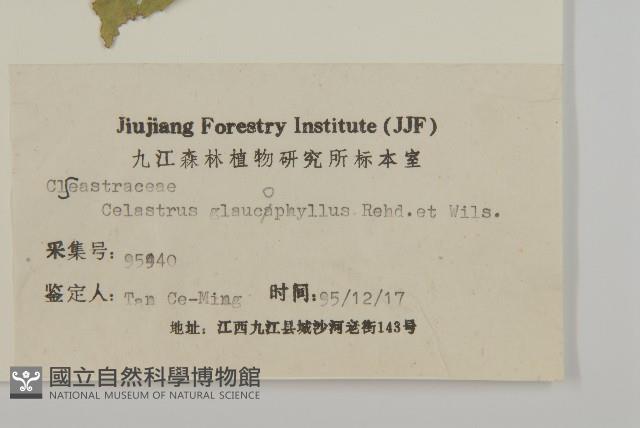 Jiujiang Forestry Institute (JJF)
九江森林植物研究所标本室
Celastraceae
Celastrus glaucophyllus Rehd. et Wils.
采集号: 95940
鉴定人: Tan Ce-Ming 时间: 95/12/17
地址: 江西九江县城沙河老街143号
國立自然科學博物館
NATIONAL MUSEUM OF NATURAL SCIENCE